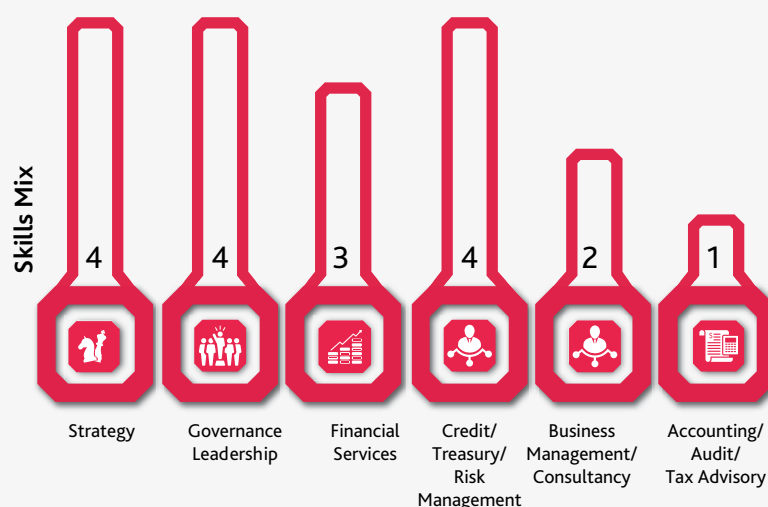 Skills Mix
4
4
3
4
2
1
Strategy
Governance
Leadership
Financial
Services
Credit/
Treasury/
Risk
Management
Business
Management/
Consultancy
Accounting/
Audit/
Tax Advisory